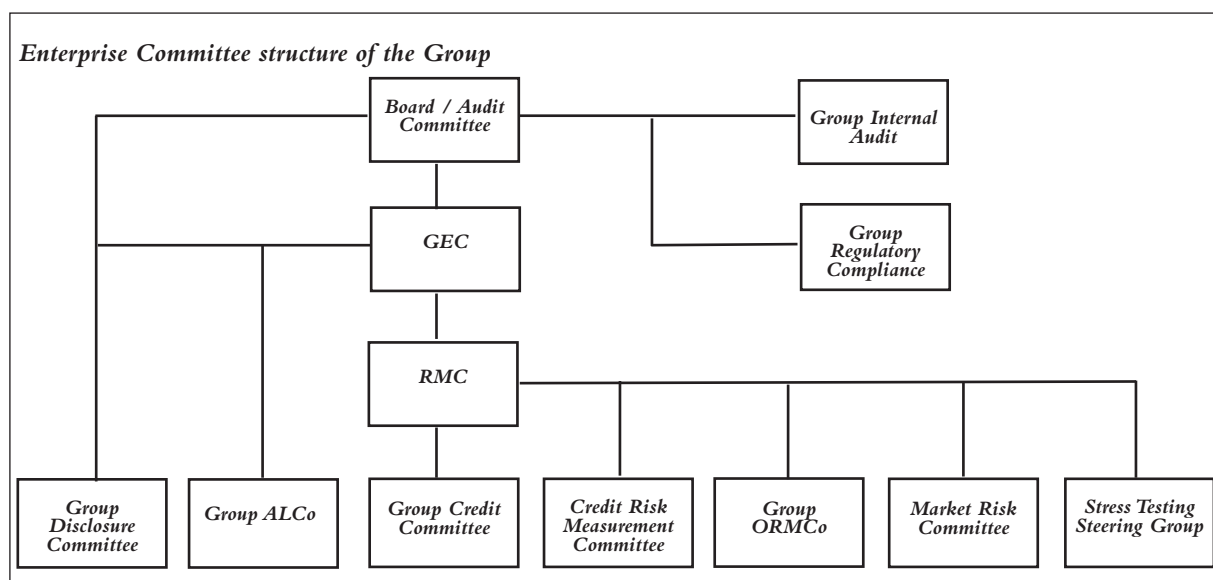 Enterprise Committee structure of the Group
Board / Audit
Committee
Group Internal
Audit
GEC
Group
Regulatory
Compliance
RMC
Group
Disclosure
Committee
Group ALCo
Group Credit
Committee
Credit Risk
Measurement
Committee
Group
ORMCo
Market Risk
Committee
Stress Testing
Steering Group